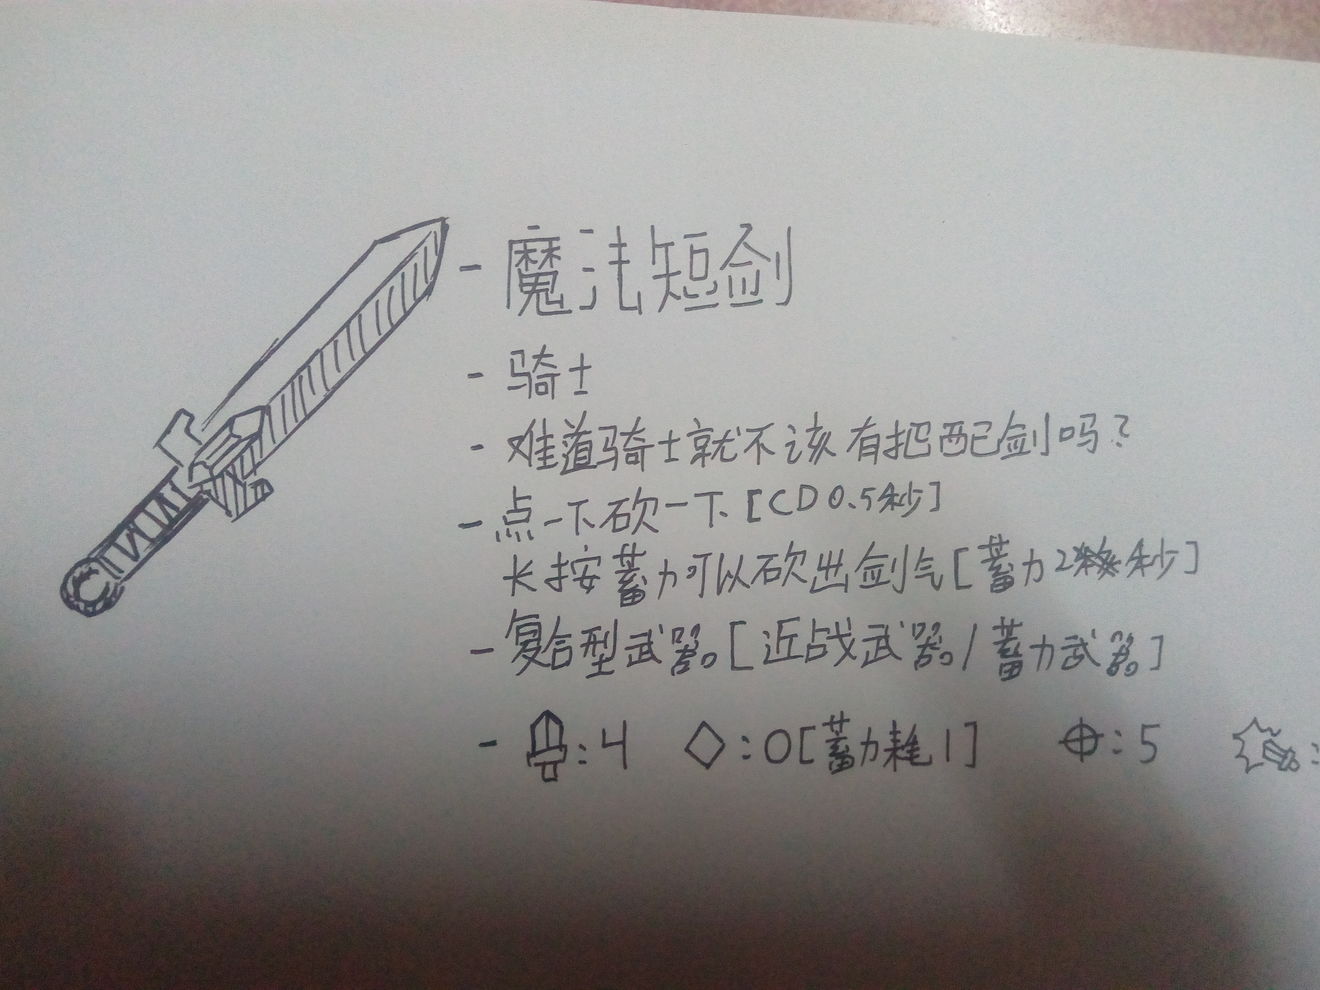 - 魔法短剑
- 骑士
- 难道骑士就不该有把配剑吗?
- 点一下砍一下[CD0.5秒]
长按蓄力可以砍出剑气[蓄力2秒]
- 复合型武器。[近战武器/蓄力武器]
- :4 ◇:0[蓄力耗1] ⌖:5 :